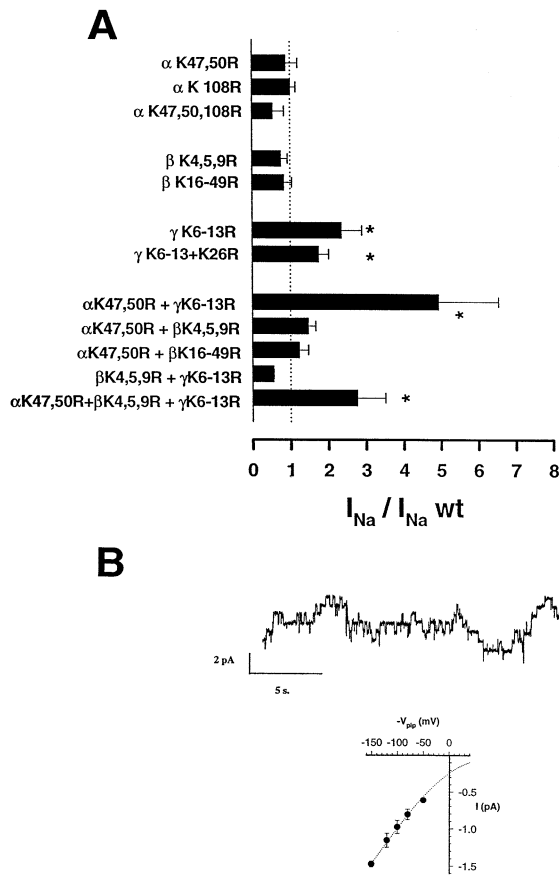 A
α K47,50R
α K 108R
α K47,50,108R
β K4,5,9R
β K16-49R
γ K6-13R *
γ K6-13+K26R *
αK47,50R + γK6-13R *
αK47,50R + βK4,5,9R
αK47,50R + βK16-49R
βK4,5,9R + γK6-13R
αK47,50R+βK4,5,9R + γK6-13R *
0 1 2 3 4 5 6 7 8
INa / INa wt
B
2 pA
5 s.
-Vpip (mV)
-150 -100 -50 0
-0.5
I (pA)
-1.0
-1.5